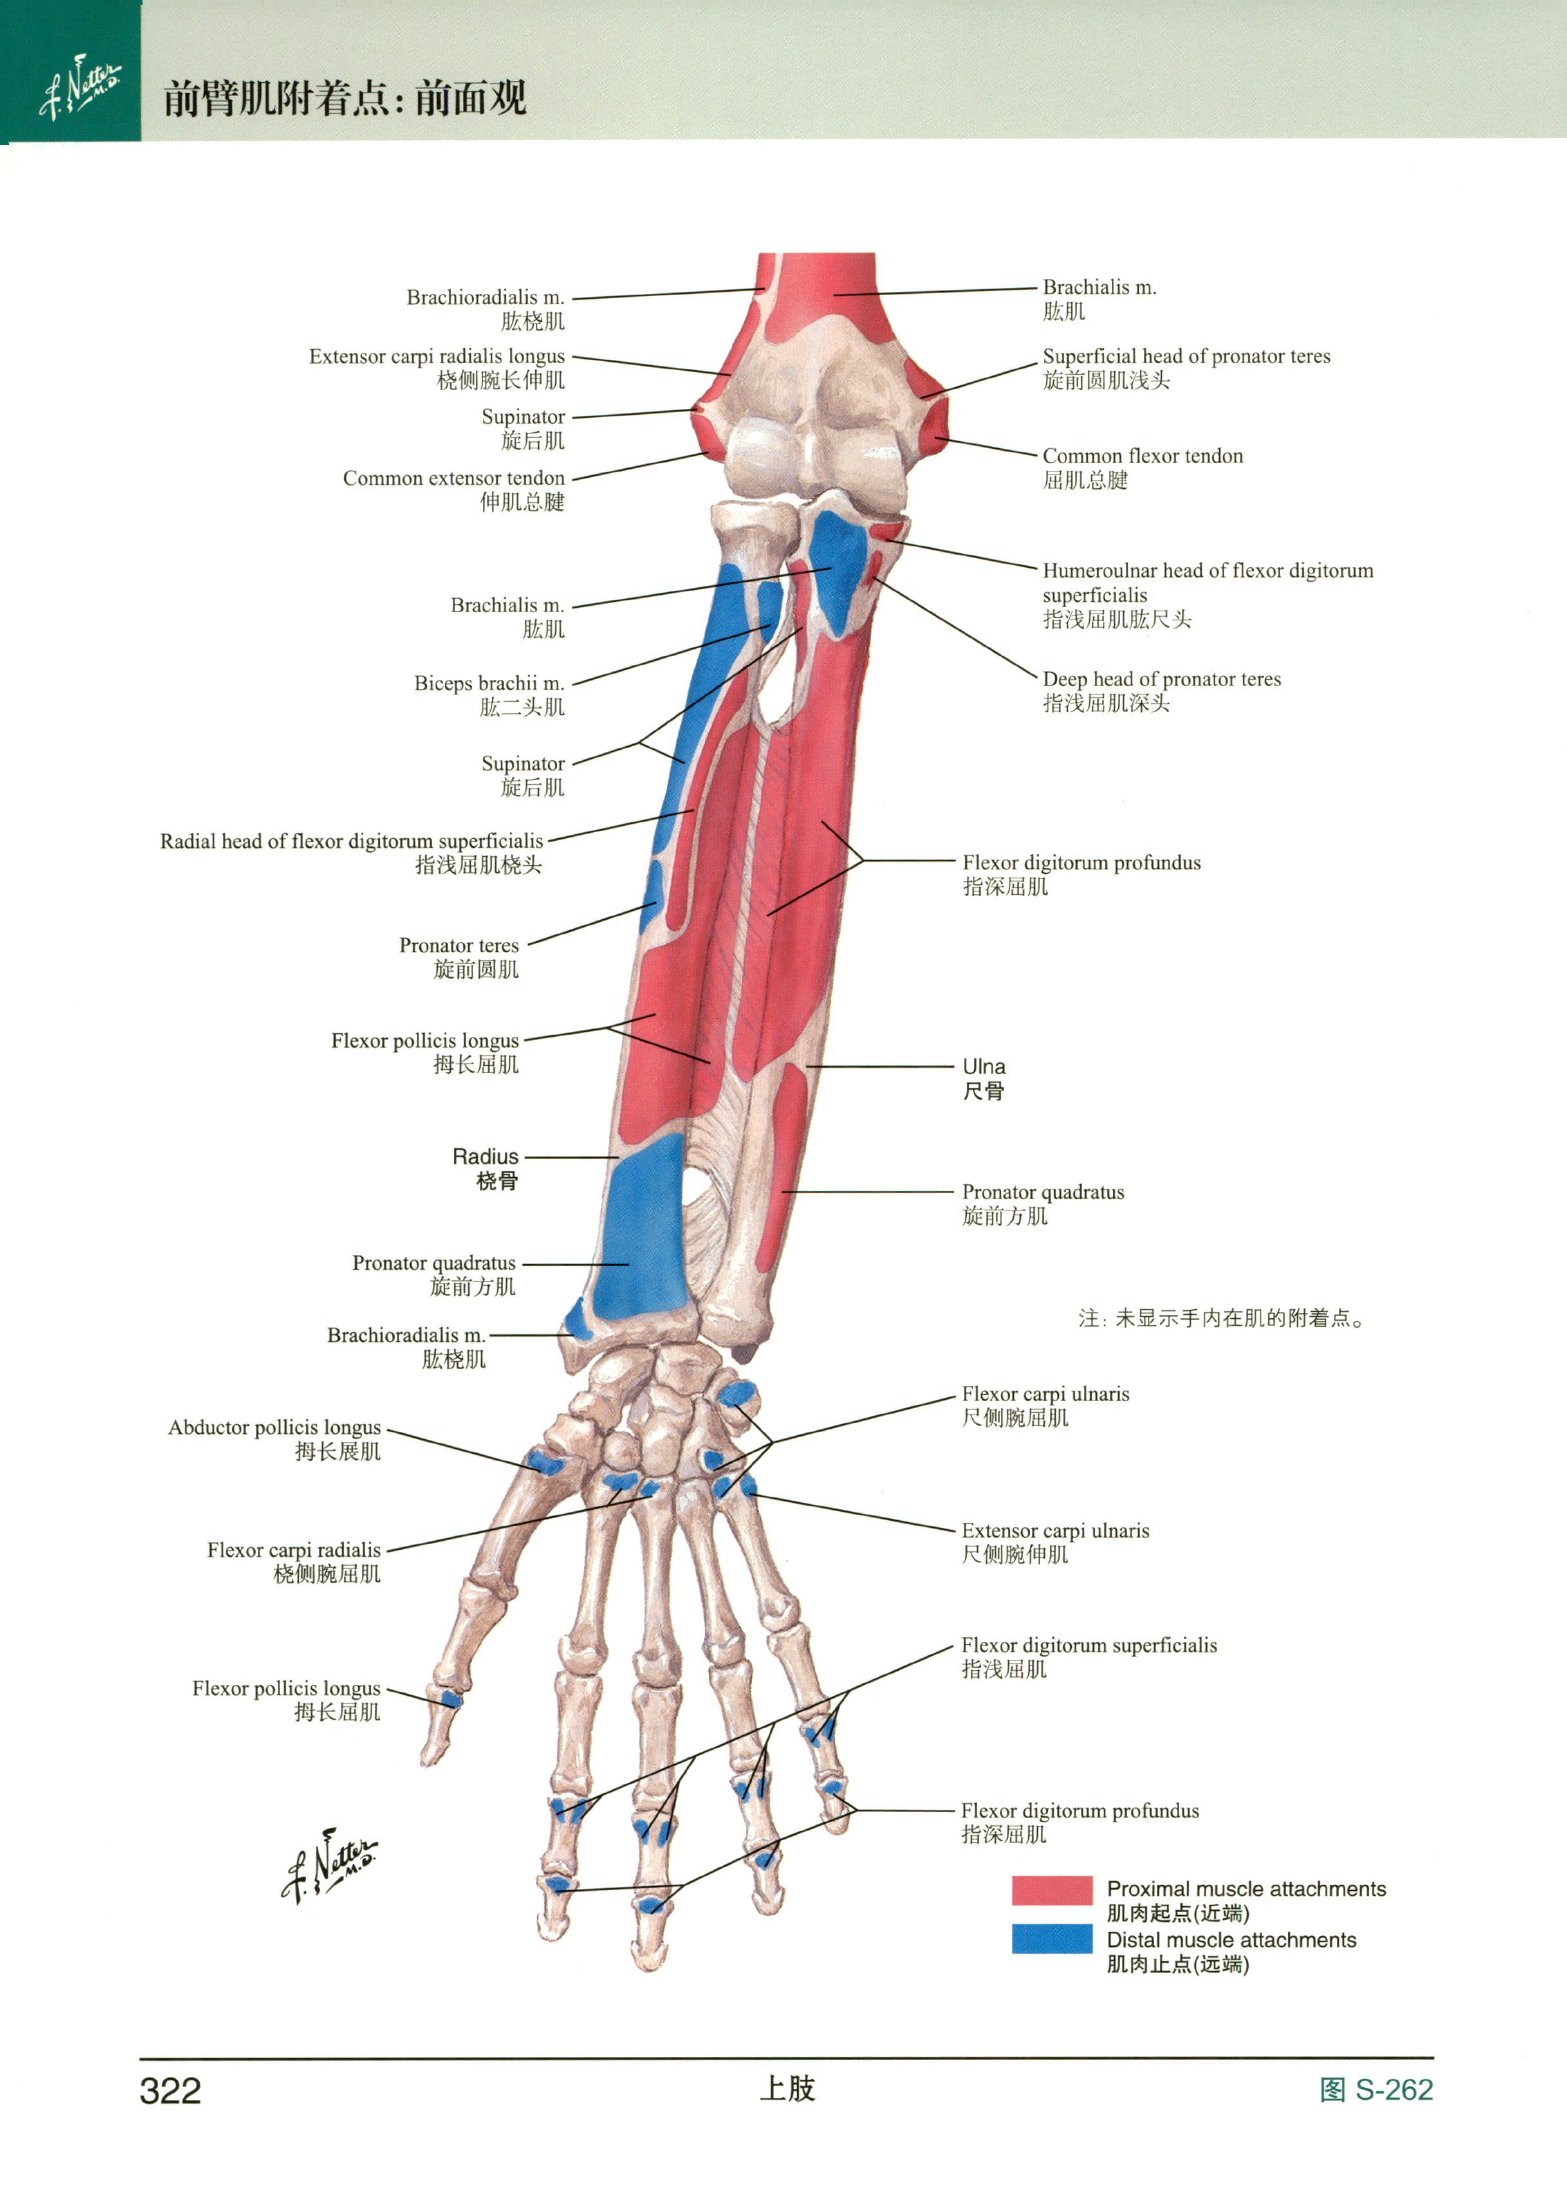 F. Netter M.D.
前臂肌附着点：前面观
Brachioradialis m.
肱桡肌
Extensor carpi radialis longus
桡侧腕长伸肌
Supinator
旋后肌
Common extensor tendon
伸肌总腱
Brachialis m.
肱肌
Superficial head of pronator teres
旋前圆肌浅头
Common flexor tendon
屈肌总腱
Humeroulnar head of flexor digitorum
superficialis
指浅屈肌肱尺头
Deep head of pronator teres
指浅屈肌深头
Brachialis m.
肱肌
Biceps brachii m.
肱二头肌
Supinator
旋后肌
Radial head of flexor digitorum superficialis
指浅屈肌桡头
Pronator teres
旋前圆肌
Flexor pollicis longus
拇长屈肌
Flexor digitorum profundus
指深屈肌
Ulna
尺骨
Radius
桡骨
Pronator quadratus
旋前方肌
Pronator quadratus
旋前方肌
Brachioradialis m.
肱桡肌
注：未显示手内在肌的附着点。
Abductor pollicis longus
拇长展肌
Flexor carpi radialis
桡侧腕屈肌
Flexor pollicis longus
拇长屈肌
Flexor carpi ulnaris
尺侧腕屈肌
Extensor carpi ulnaris
尺侧腕伸肌
Flexor digitorum superficialis
指浅屈肌
Flexor digitorum profundus
指深屈肌
F. Netter M.D.
Proximal muscle attachments
肌肉起点(近端)
Distal muscle attachments
肌肉止点(远端)
322
上肢
图 S-262